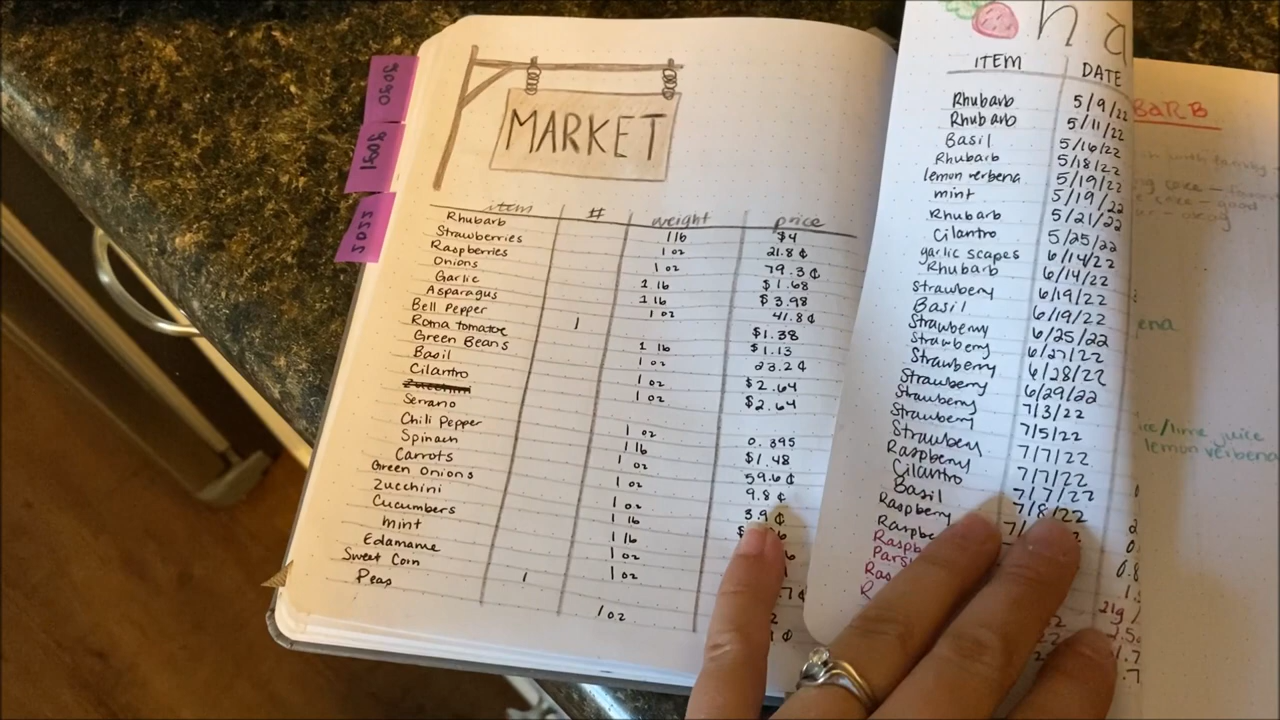 2020
2021
2022
MARKET
item # weight price
Rhubarb 1 lb $4
Strawberries 1 oz 21.8¢
Raspberries 1 oz 79.3¢
Onions 1 lb $1.68
Garlic 1 lb $3.98
Asparagus 1 oz 41.8¢
Bell Pepper 1 $1.38
Roma tomatoe 1 lb $1.13
Green Beans 1 oz 23.2¢
Basil 1 oz $2.64
Cilantro 1 oz $2.64
Zucchini
Serrano
Chili Pepper 1 oz 0.395
Spinach 1 lb $1.48
Carrots 1 oz 59.6¢
Green Onions 1 oz 9.8¢
Zucchini 1 oz 3.9¢
Cucumbers 1 lb
mint 1 lb
Edamame 1 oz
Sweet Corn 1 1 oz
Peas 1 oz
ITEM DATE
Rhubarb 5/9/22
Rhubarb 5/11/22
Basil 5/16/22
Rhubarb 5/18/22
lemon verbena 5/19/22
mint 5/19/22
Rhubarb 5/21/22
Cilantro 5/25/22
garlic scapes 6/14/22
Rhubarb 6/14/22
Strawberry 6/19/22
Basil 6/19/22
Strawberry 6/25/22
Strawberry 6/27/22
Strawberry 6/28/22
Strawberry 6/29/22
Strawberry 7/3/22
Strawberry 7/5/22
Strawberry 7/7/22
Raspberry 7/7/22
Cilantro 7/8/22
Basil
Raspberry
lemon verbena